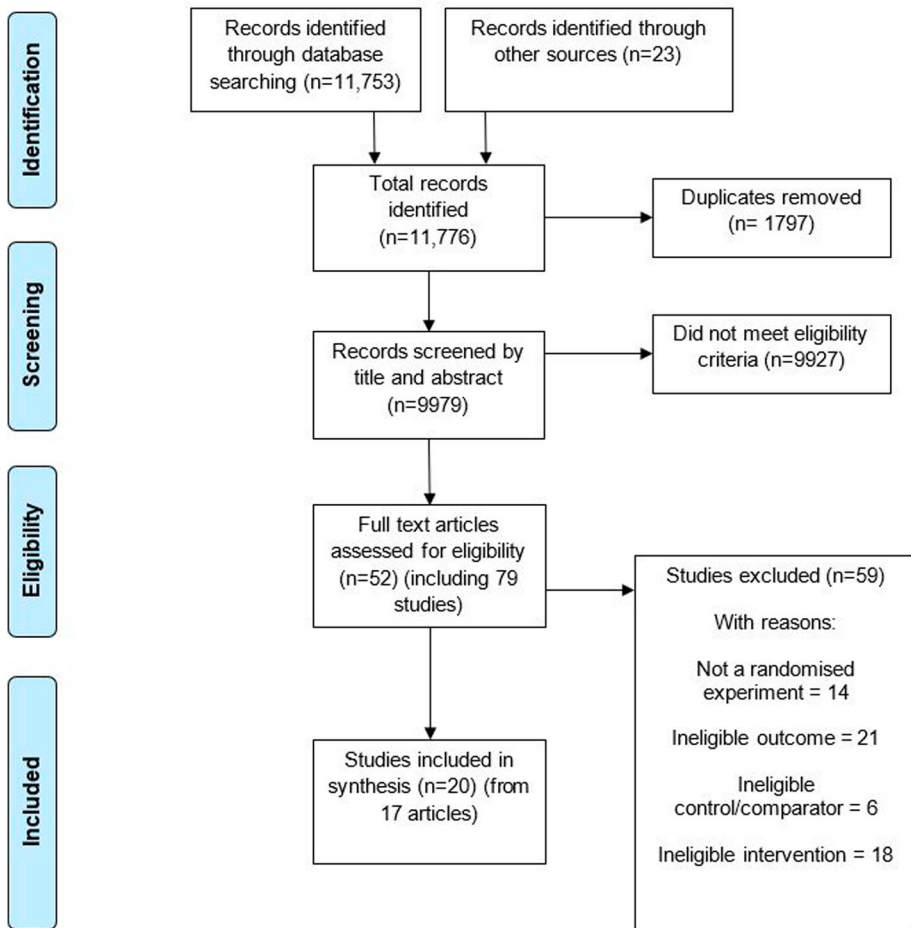 Identification
Records identified
through database
searching (n=11,753)
Records identified through
other sources (n=23)
Total records
identified
(n=11,776)
Duplicates removed
(n= 1797)
Screening
Records screened by
title and abstract
(n=9979)
Did not meet eligibility
criteria (n=9927)
Eligibility
Full text articles
assessed for eligibility
(n=52) (including 79
studies)
Studies excluded (n=59)
With reasons:
Not a randomised
experiment = 14
Ineligible outcome = 21
Ineligible
control/comparator = 6
Ineligible intervention = 18
Included
Studies included in
synthesis (n=20) (from
17 articles)